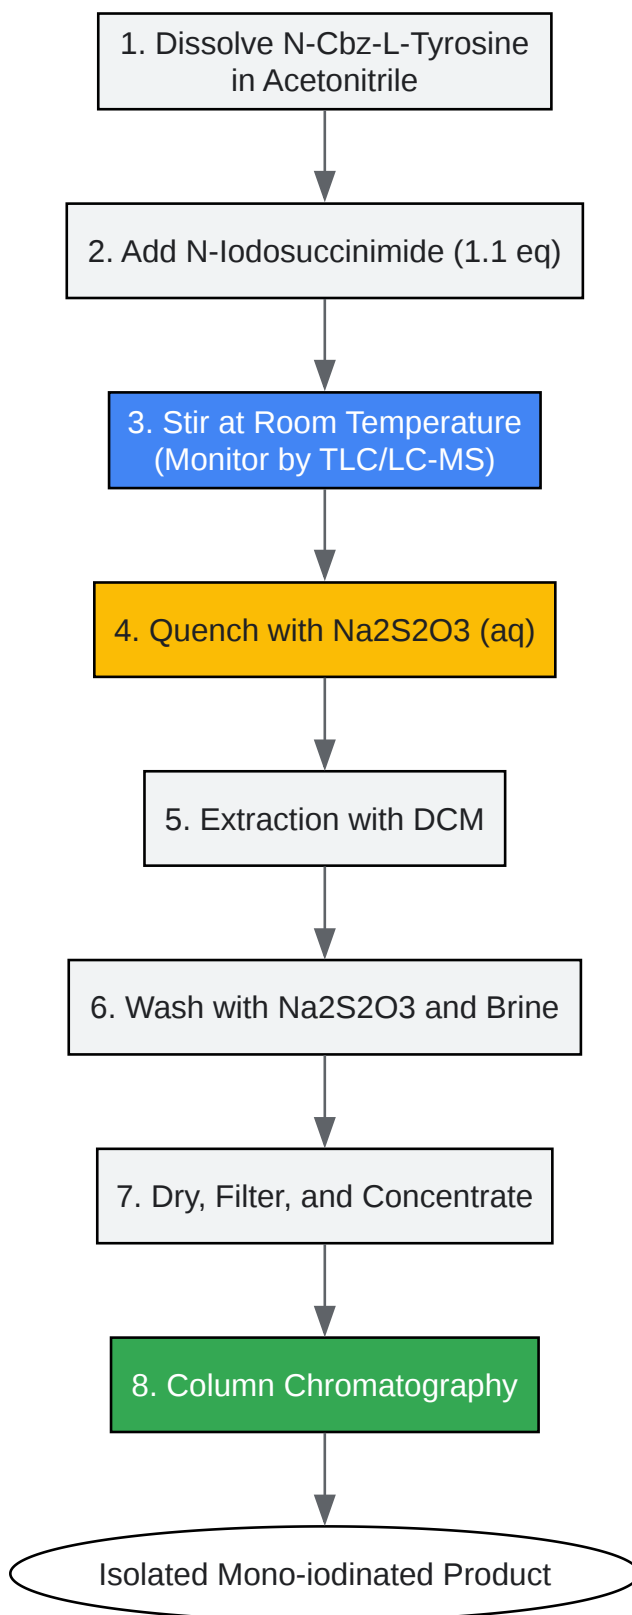 1. Dissolve N-Cbz-L-Tyrosine
in Acetonitrile
2. Add N-Iodosuccinimide (1.1 eq)
3. Stir at Room Temperature
(Monitor by TLC/LC-MS)
4. Quench with Na2S2O3 (aq)
5. Extraction with DCM
6. Wash with Na2S2O3 and Brine
7. Dry, Filter, and Concentrate
8. Column Chromatography
Isolated Mono-iodinated Product